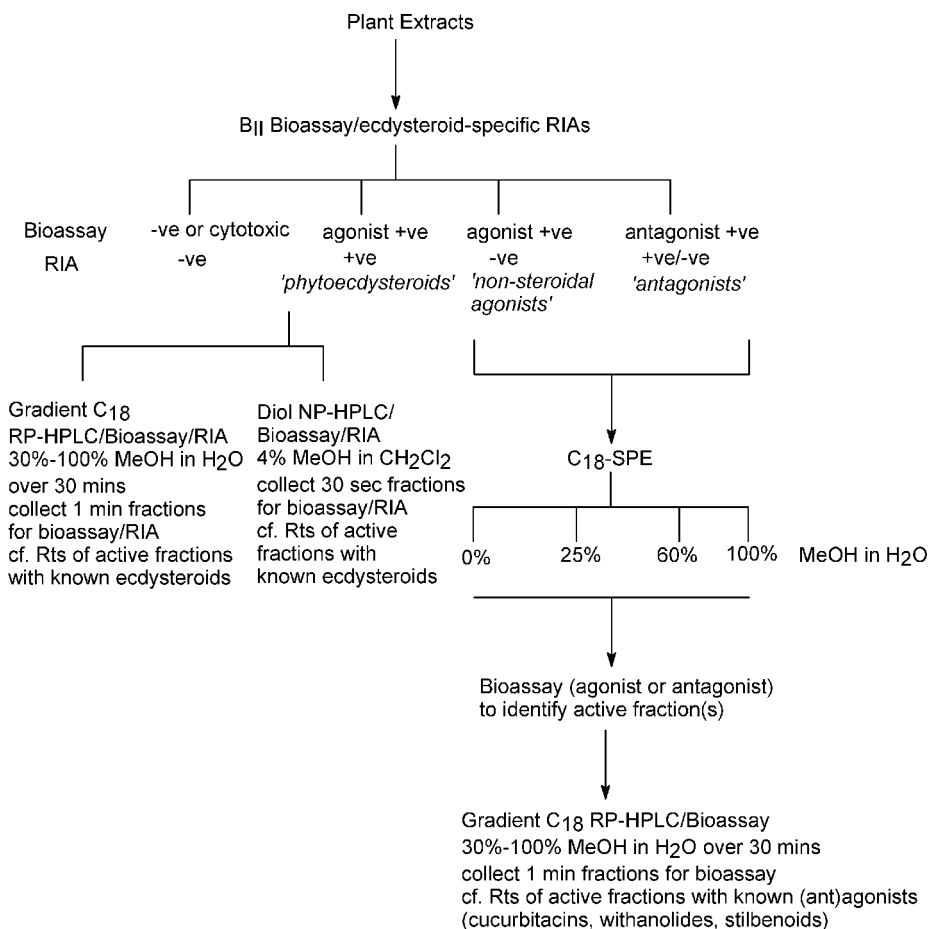 Plant Extracts
BII Bioassay/ecdysteroid-specific RIAs
Bioassay
RIA
-ve or cytotoxic
-ve
agonist +ve
+ve
'phytoecdysteroids'
agonist +ve
-ve
'non-steroidal
agonists'
antagonist +ve
+ve/-ve
'antagonists'
Gradient C18
RP-HPLC/Bioassay/RIA
30%-100% MeOH in H2O
over 30 mins
collect 1 min fractions
for bioassay/RIA
cf. Rts of active fractions
with known ecdysteroids
Diol NP-HPLC/
Bioassay/RIA
4% MeOH in CH2Cl2
collect 30 sec fractions
for bioassay/RIA
cf. Rts of active
fractions with
known ecdysteroids
C18-SPE
0% 25% 60% 100% MeOH in H2O
Bioassay (agonist or antagonist)
to identify active fraction(s)
Gradient C18 RP-HPLC/Bioassay
30%-100% MeOH in H2O over 30 mins
collect 1 min fractions for bioassay
cf. Rts of active fractions with known (ant)agonists
(cucurbitacins, withanolides, stilbenoids)